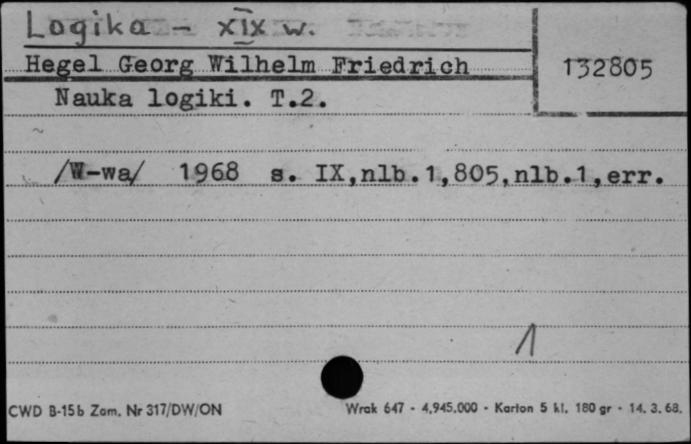 Logika - XIX w.
Hegel Georg Wilhelm Friedrich
132805
Nauka logiki. T.2.
/W-wa/ 1968 s. IX,nlb.1,805,nlb.1,err.
1
CWD B-15b Zam. Nr 317/DW/ON
Wrak 647 - 4,945.000 - Karton 5 kl. 180 gr - 14. 3. 68.